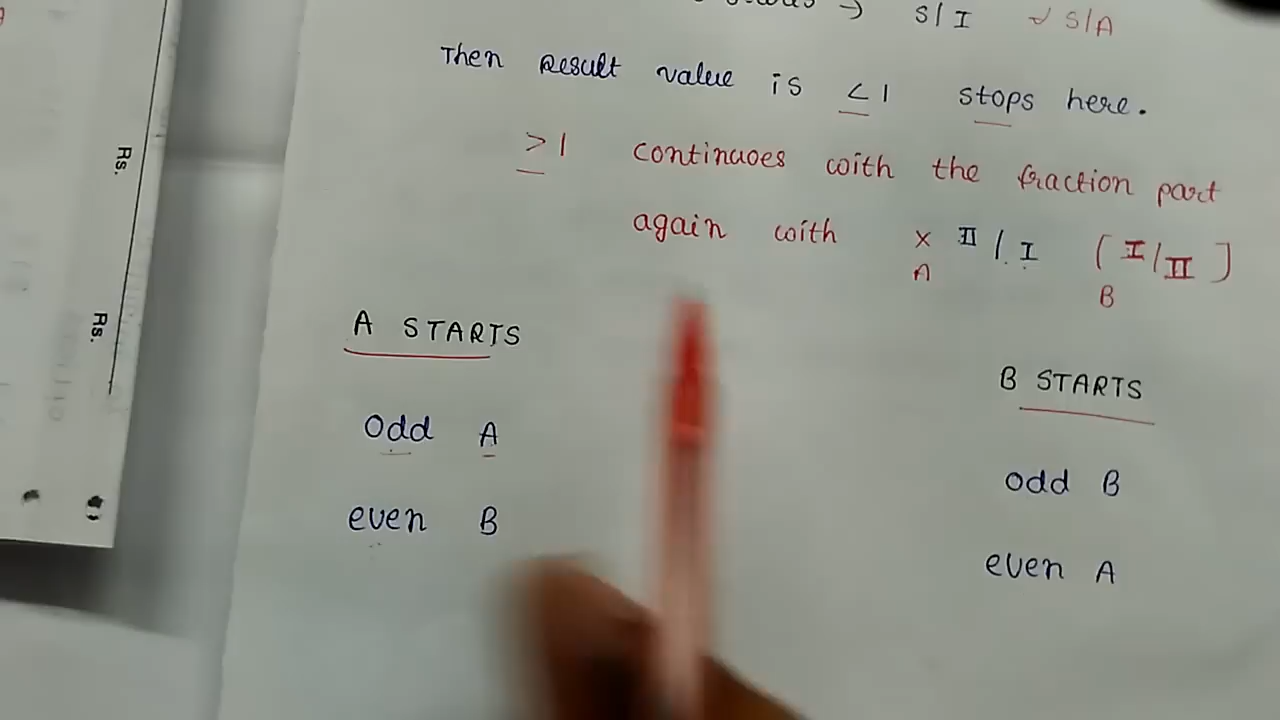 → S/I √ S/A
Then Result value is < 1 stops here.
> 1 continues with the fraction part
again with × II / I ( I/II )
A B
A STARTS
B STARTS
Odd A
odd B
even B
even A
Rs.
Rs.